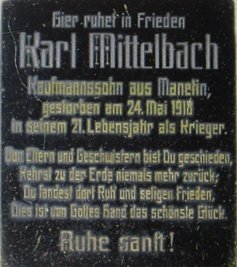 Hier ruhet in Frieden
Karl Mittelbach
Kaufmannssohn aus Manetin,
gestorben am 24. Mai 1918
in seinem 21. Lebensjahr als Krieger.
Von Eltern und Geschwistern bist Du geschieden,
Kehrst zu der Erde niemals mehr zurück;
Du fandest dort Ruh und seligen Frieden,
Dies ist von Gottes Hand das schönste Glück.
Ruhe sanft!